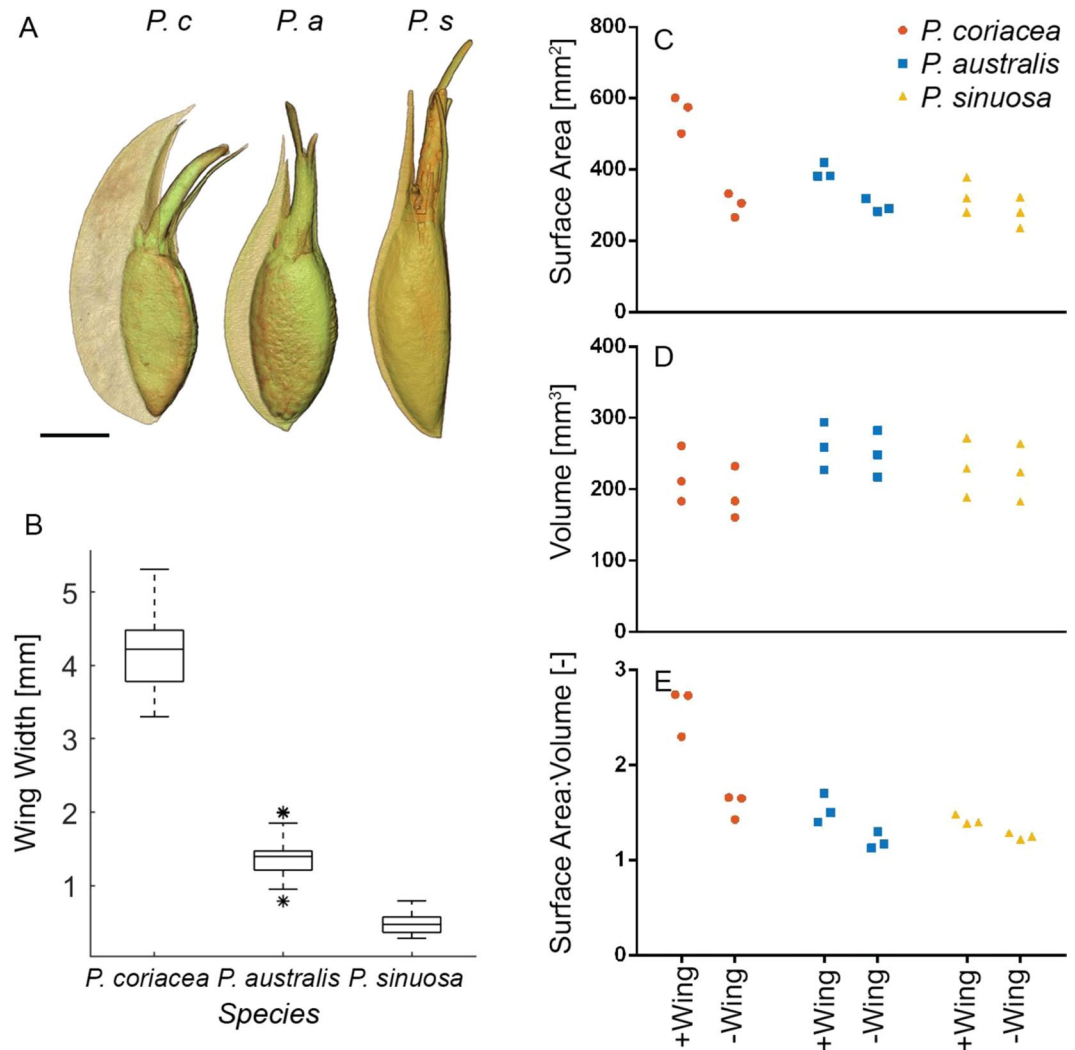 A
P. c
P. a
P. s
B
Wing Width [mm]
5
4
3
2
1
P. coriacea P. australis P. sinuosa
Species
C
P. coriacea
P. australis
P. sinuosa
Surface Area [mm²]
800
600
400
200
0
D
Volume [mm³]
400
300
200
100
0
E
Surface Area:Volume [-]
3
2
1
0
+Wing
-Wing
+Wing
-Wing
+Wing
-Wing